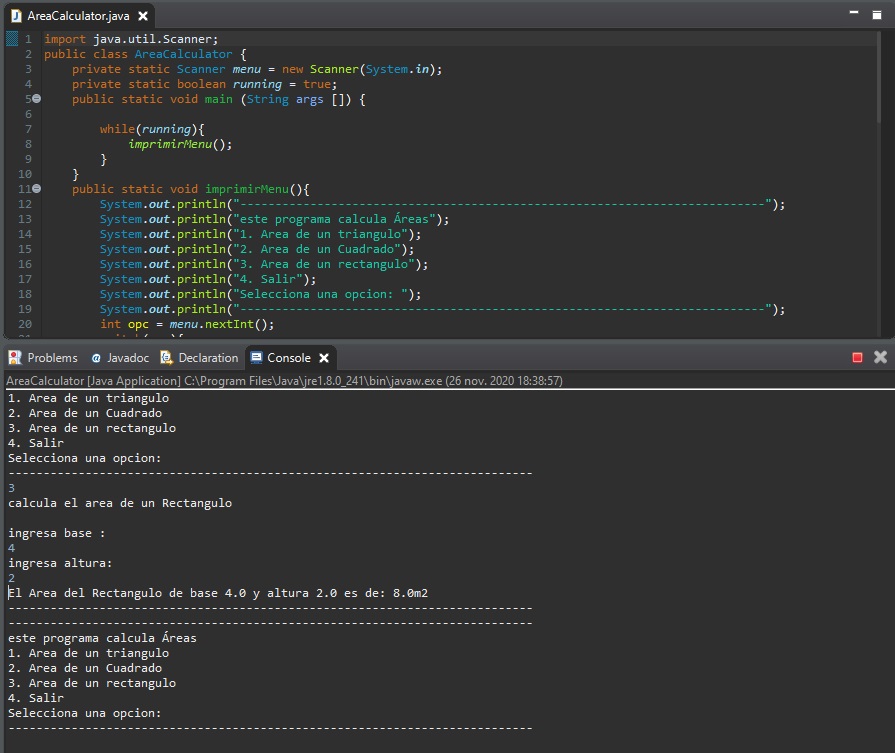 AreaCalculator.java
1 import java.util.Scanner;
2 public class AreaCalculator {
3 private static Scanner menu = new Scanner(System.in);
4 private static boolean running = true;
5 public static void main (String args []) {
6
7 while(running){
8 imprimirMenu();
9 }
10 }
11 public static void imprimirMenu(){
12 System.out.println("---------------------------------------------------------------------------");
13 System.out.println("este programa calcula Áreas");
14 System.out.println("1. Area de un triangulo");
15 System.out.println("2. Area de un Cuadrado");
16 System.out.println("3. Area de un rectangulo");
17 System.out.println("4. Salir");
18 System.out.println("Selecciona una opcion: ");
19 System.out.println("---------------------------------------------------------------------------");
20 int opc = menu.nextInt();
Problems Javadoc Declaration Console
AreaCalculator [Java Application] C:\Program Files\Java\jre1.8.0_241\bin\javaw.exe (26 nov. 2020 18:38:57)
1. Area de un triangulo
2. Area de un Cuadrado
3. Area de un rectangulo
4. Salir
Selecciona una opcion:
---------------------------------------------------------------------------
3
calcula el area de un Rectangulo
ingresa base :
4
ingresa altura:
2
El Area del Rectangulo de base 4.0 y altura 2.0 es de: 8.0m2
---------------------------------------------------------------------------
---------------------------------------------------------------------------
este programa calcula Áreas
1. Area de un triangulo
2. Area de un Cuadrado
3. Area de un rectangulo
4. Salir
Selecciona una opcion:
---------------------------------------------------------------------------